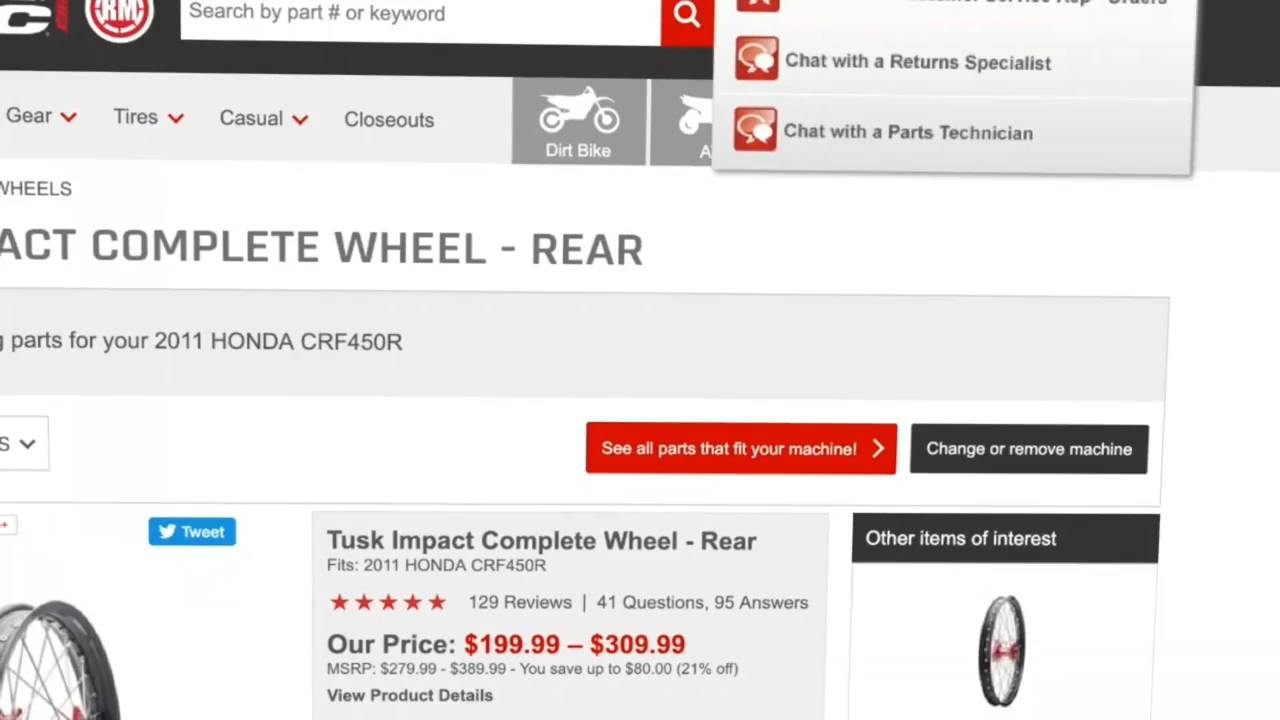 RM
Search by part # or keyword
Orders
Chat with a Returns Specialist
Chat with a Parts Technician
Gear
Tires
Casual
Closeouts
Dirt Bike
WHEELS
COMPLETE WHEEL - REAR
parts for your 2011 HONDA CRF450R
See all parts that fit your machine!
Change or remove machine
Tweet
Tusk Impact Complete Wheel - Rear
Fits: 2011 HONDA CRF450R
129 Reviews | 41 Questions, 95 Answers
Our Price: $199.99 – $309.99
MSRP: $279.99 - $389.99 - You save up to $80.00 (21% off)
View Product Details
Other items of interest